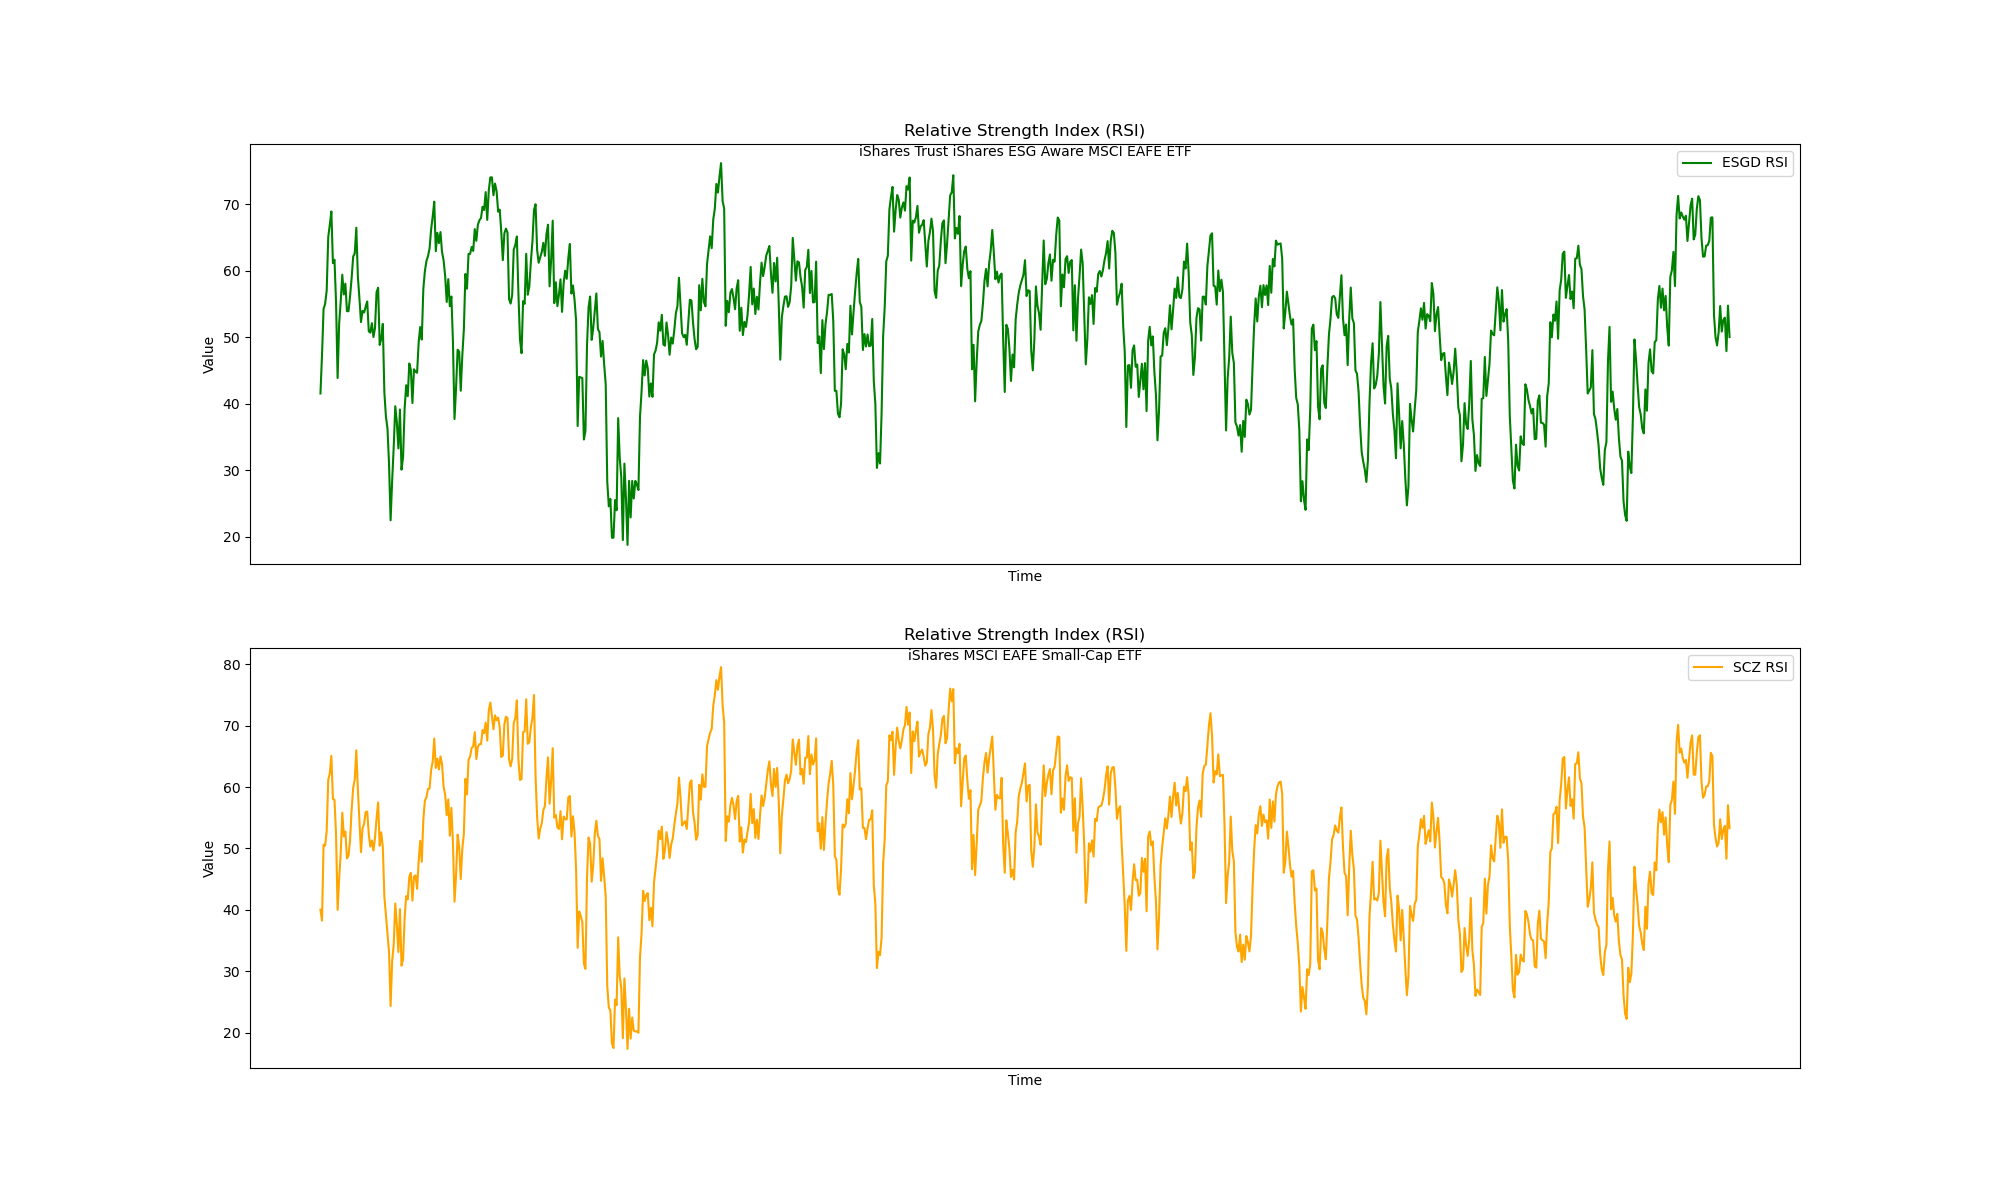 Relative Strength Index (RSI)
iShares Trust iShares ESG Aware MSCI EAFE ETF
ESGD RSI
70
60
50
40
30
20
Value
Time
Relative Strength Index (RSI)
iShares MSCI EAFE Small-Cap ETF
SCZ RSI
80
70
60
50
40
30
20
Value
Time